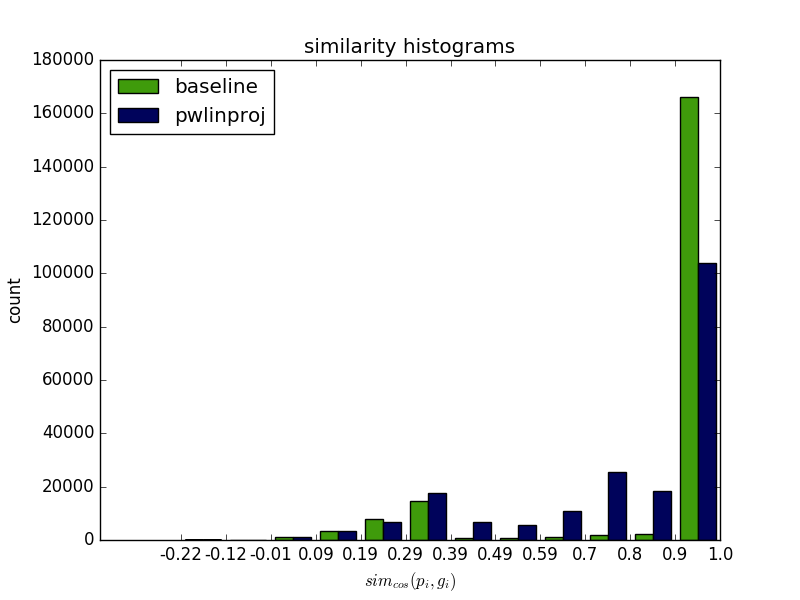 similarity histograms
180000
160000
140000
120000
100000
80000
60000
40000
20000
0
count
baseline
pwlinproj
-0.22 -0.12 -0.01 0.09 0.19 0.29 0.39 0.49 0.59 0.7 0.8 0.9 1.0
sim_cos(p_i, g_i)